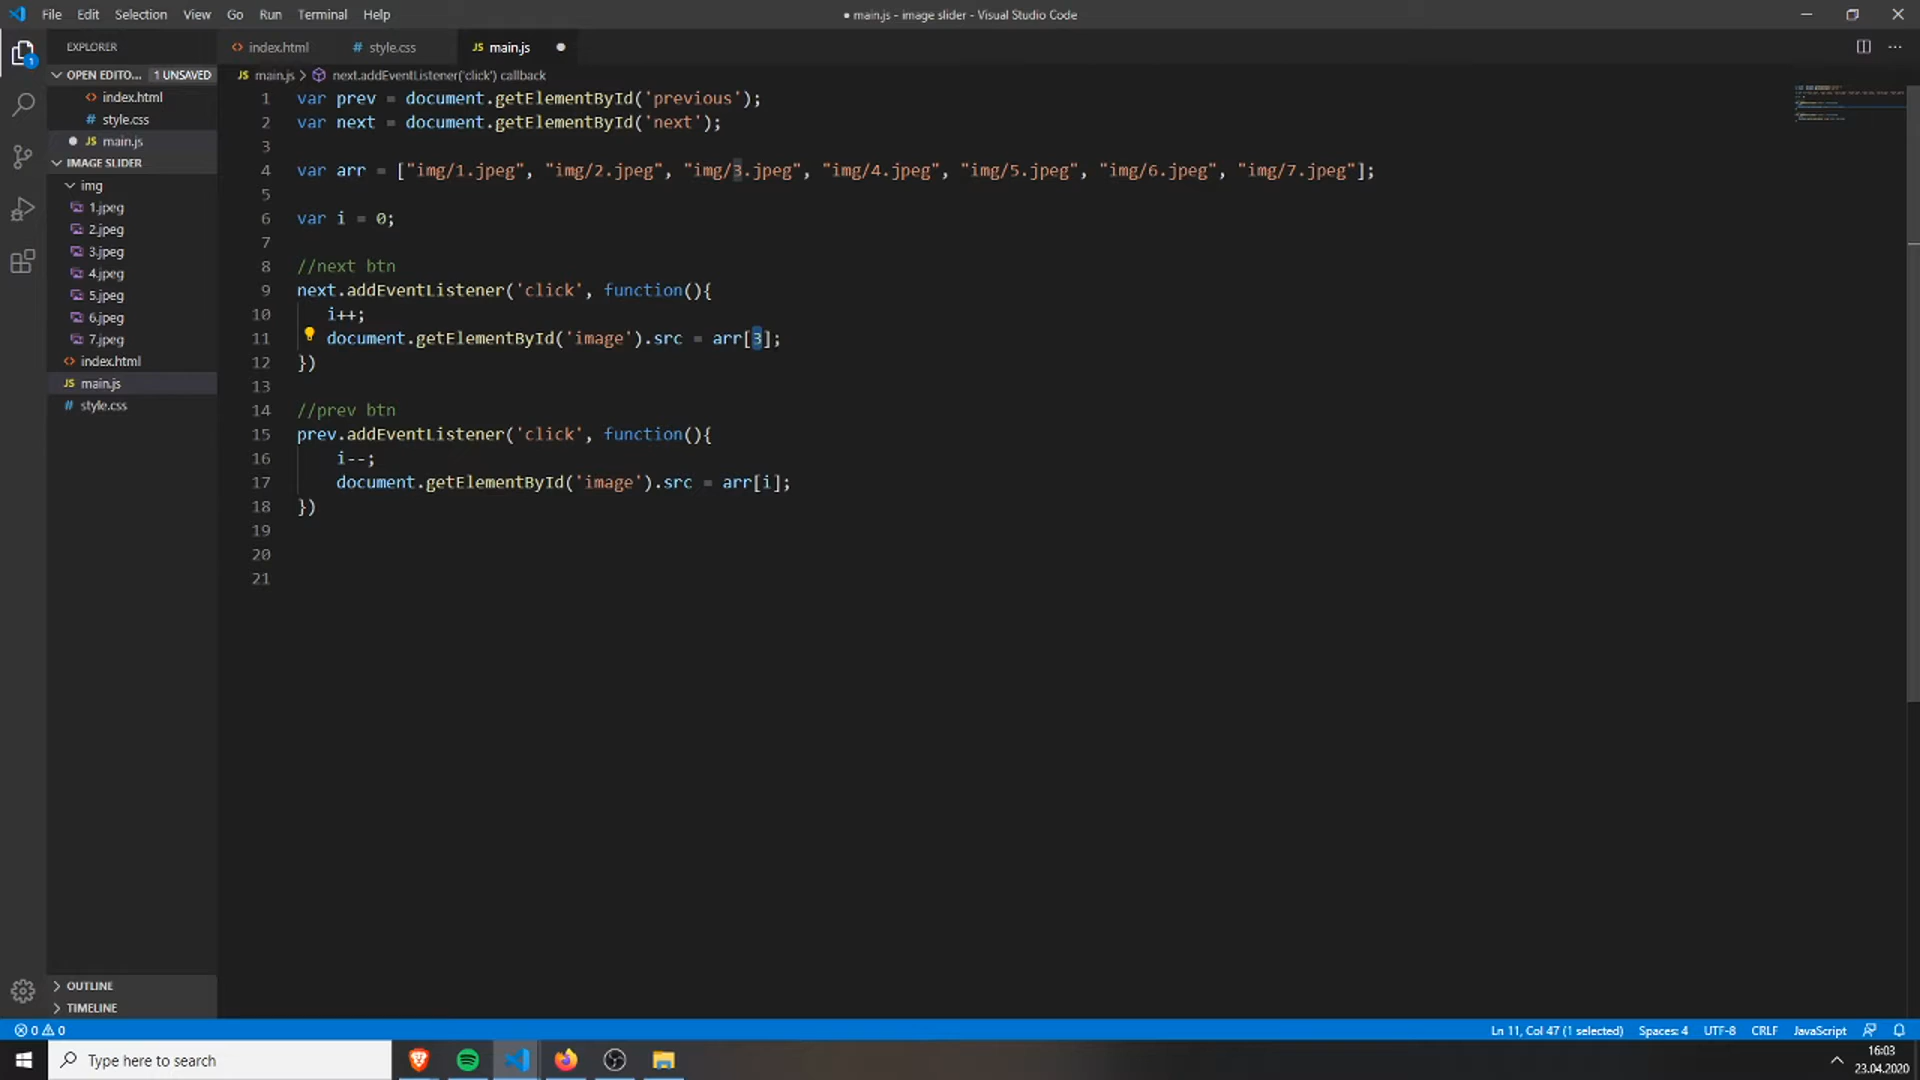 File Edit Selection View Go Run Terminal Help
● main.js - image slider - Visual Studio Code
EXPLORER
index.html
style.css
main.js
OPEN EDITO... 1 UNSAVED
main.js > next.addEventListener('click') callback
index.html
style.css
main.js
IMAGE SLIDER
img
1.jpeg
2.jpeg
3.jpeg
4.jpeg
5.jpeg
6.jpeg
7.jpeg
index.html
main.js
style.css
OUTLINE
TIMELINE
1 var prev = document.getElementById('previous');
2 var next = document.getElementById('next');
3
4 var arr = ["img/1.jpeg", "img/2.jpeg", "img/3.jpeg", "img/4.jpeg", "img/5.jpeg", "img/6.jpeg", "img/7.jpeg"];
5
6 var i = 0;
7
8 //next btn
9 next.addEventListener('click', function(){
10 i++;
11 document.getElementById('image').src = arr[3];
12 })
13
14 //prev btn
15 prev.addEventListener('click', function(){
16 i--;
17 document.getElementById('image').src = arr[i];
18 })
19
20
21
0 0
Ln 11, Col 47 (1 selected) Spaces: 4 UTF-8 CRLF JavaScript
1
Type here to search
16:03
23.04.2020